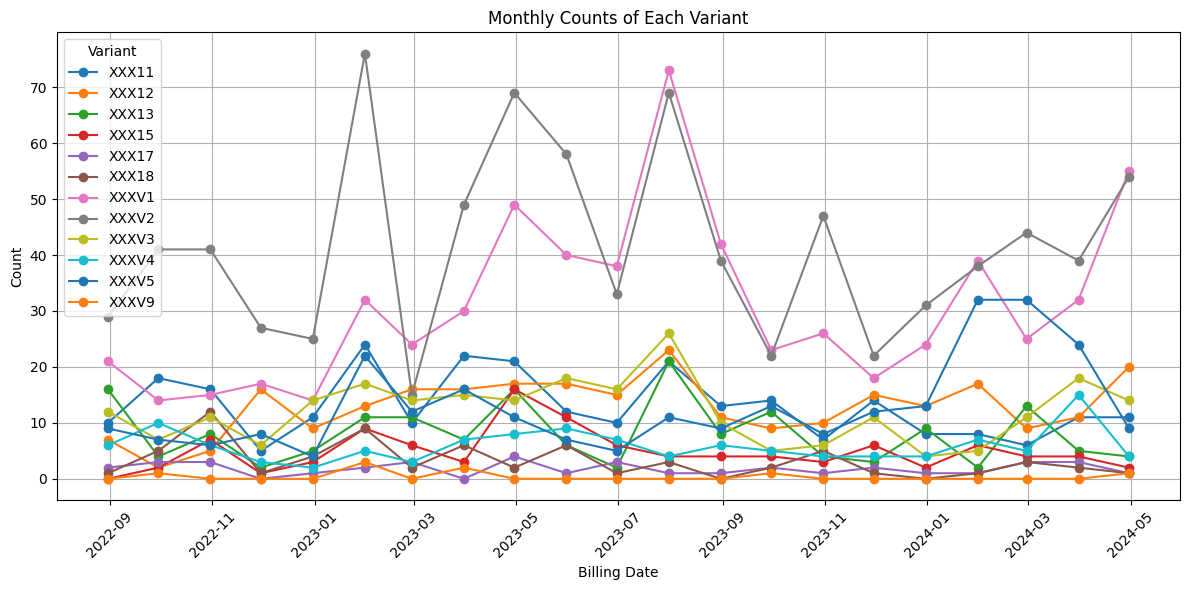 Monthly Counts of Each Variant
Variant
XXX11
XXX12
XXX13
XXX15
XXX17
XXX18
XXXV1
XXXV2
XXXV3
XXXV4
XXXV5
XXXV9
Count
70
60
50
40
30
20
10
0
2022-09
2022-11
2023-01
2023-03
2023-05
2023-07
2023-09
2023-11
2024-01
2024-03
2024-05
Billing Date